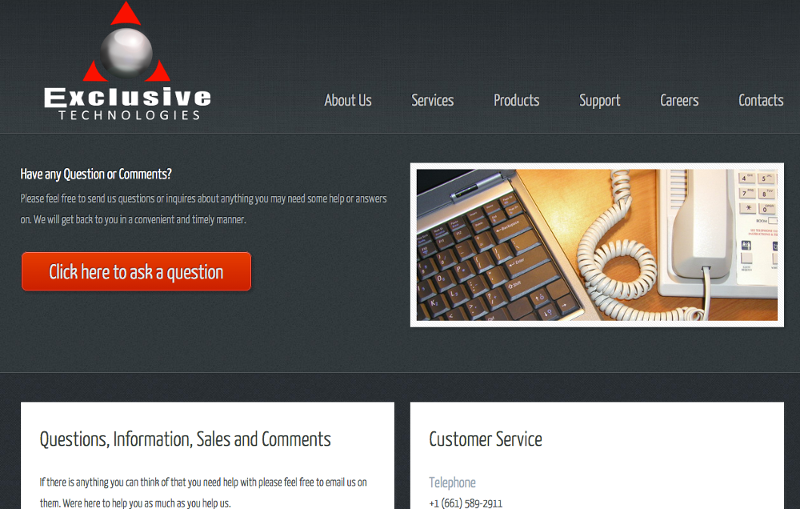 Exclusive
TECHNOLOGIES
About Us Services Products Support Careers Contacts
Have any Question or Comments?
Please feel free to send us questions or inquires about anything you may need some help or answers
on. We will get back to you in a convenient and timely manner.
Click here to ask a question
Questions, Information, Sales and Comments
If there is anything you can think of that you need help with please feel free to email us on
them. Were here to help you as much as you help us.
Customer Service
Telephone
+1 (661) 589-2911